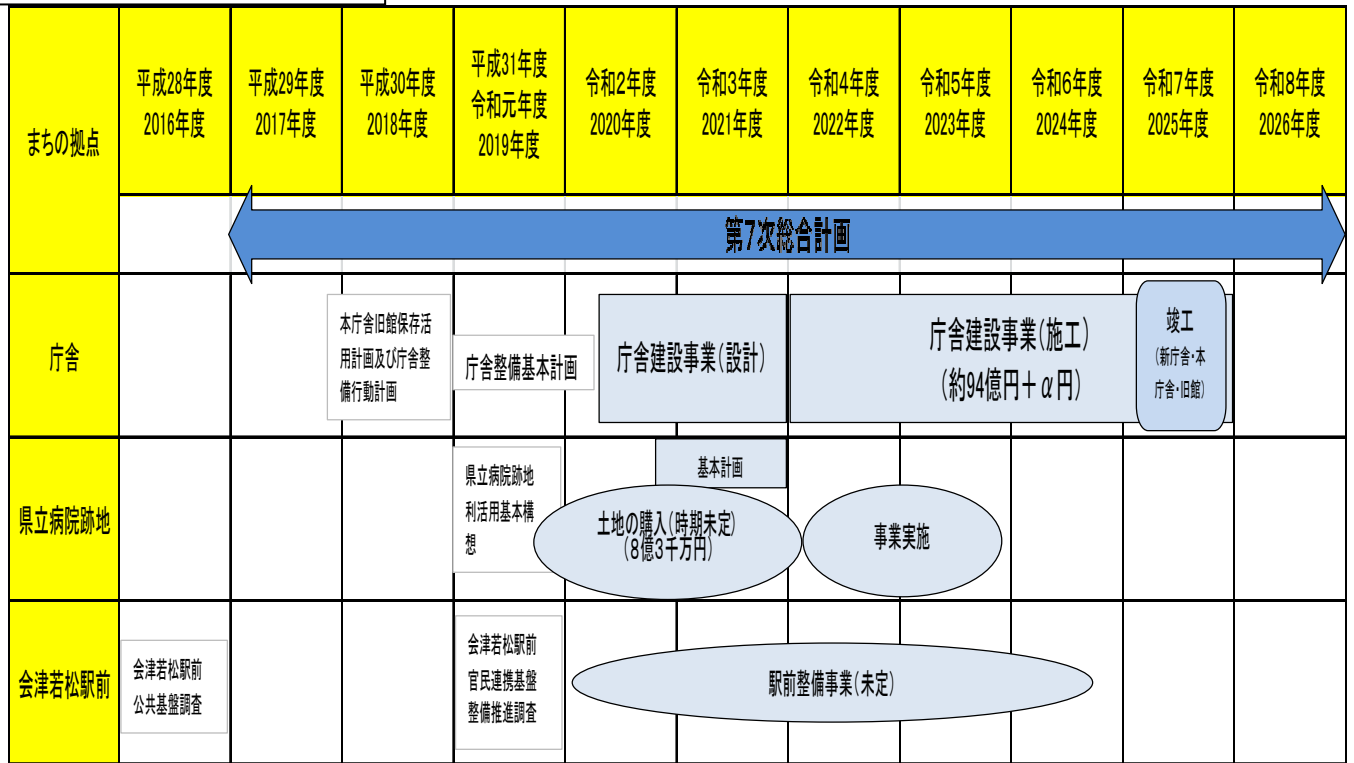 まちの拠点
平成28年度
2016年度
平成29年度
2017年度
平成30年度
2018年度
平成31年度
令和元年度
2019年度
令和2年度
2020年度
令和3年度
2021年度
令和4年度
2022年度
令和5年度
2023年度
令和6年度
2024年度
令和7年度
2025年度
令和8年度
2026年度
第7次総合計画
庁舎
本庁舎旧館保存活
用計画及び庁舎整
備行動計画
庁舎整備基本計画
庁舎建設事業(設計)
庁舎建設事業(施工)
(約94億円+α円)
竣工
(新庁舎・本
庁舎・旧館)
県立病院跡地
県立病院跡地
利活用基本構
想
基本計画
土地の購入(時期未定)
(8億3千万円)
事業実施
会津若松駅前
会津若松駅前
公共基盤調査
会津若松駅前
官民連携基盤
整備推進調査
駅前整備事業(未定)